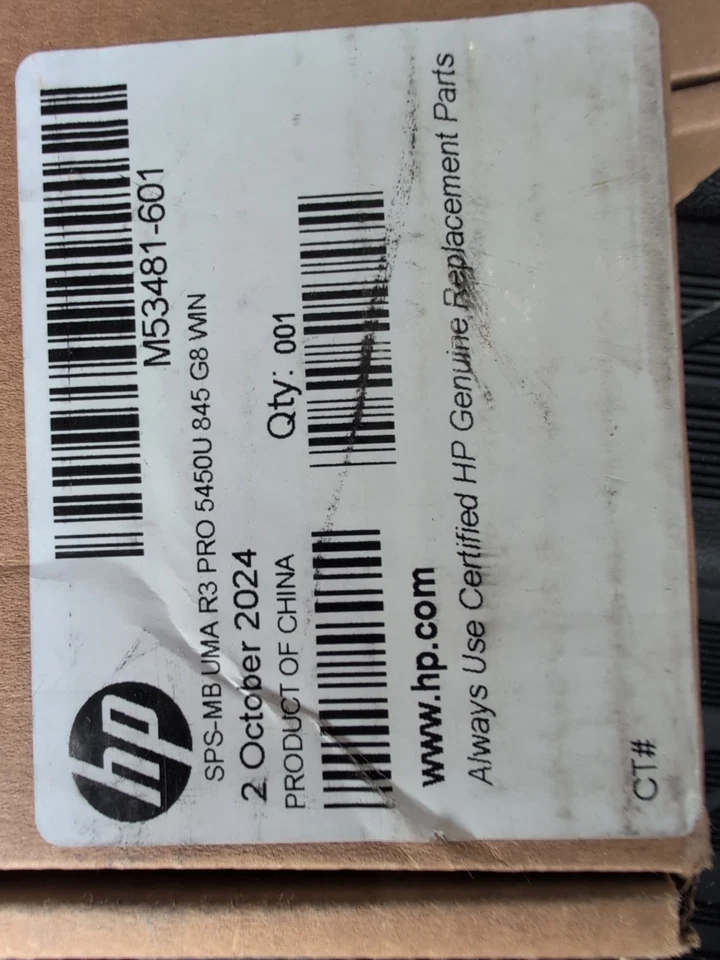 M53481-601
hp
SPS-MB UMA R3 PRO 5450U 845 G8 WIN
2 October 2024
Qty: 001
PRODUCT OF CHINA
www.hp.com
Always Use Certified HP Genuine Replacement Parts
CT#